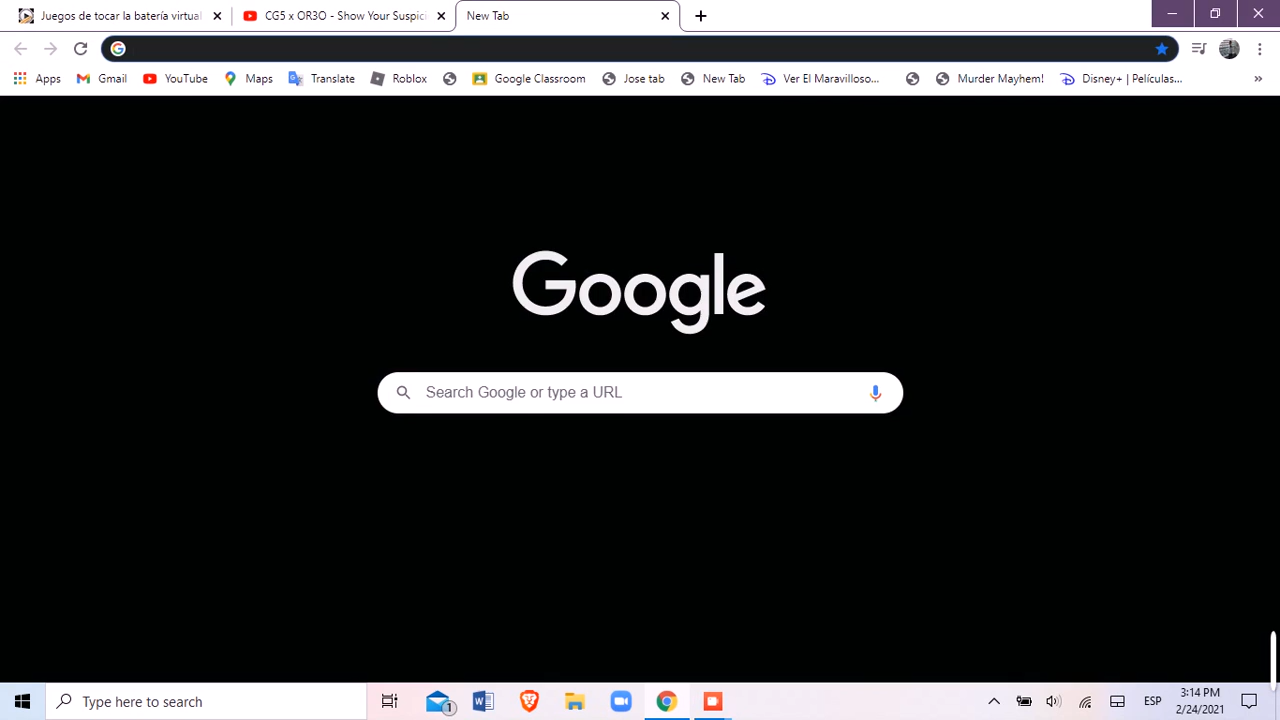 Juegos de tocar la batería virtual
CG5 x OR3O - Show Your Suspici
New Tab
Apps
Gmail
YouTube
Maps
Translate
Roblox
Google Classroom
Jose tab
New Tab
Ver El Maravilloso...
Murder Mayhem!
Disney+ | Películas...
»
Google
Search Google or type a URL
Type here to search
1
W
ESP
3:14 PM
2/24/2021